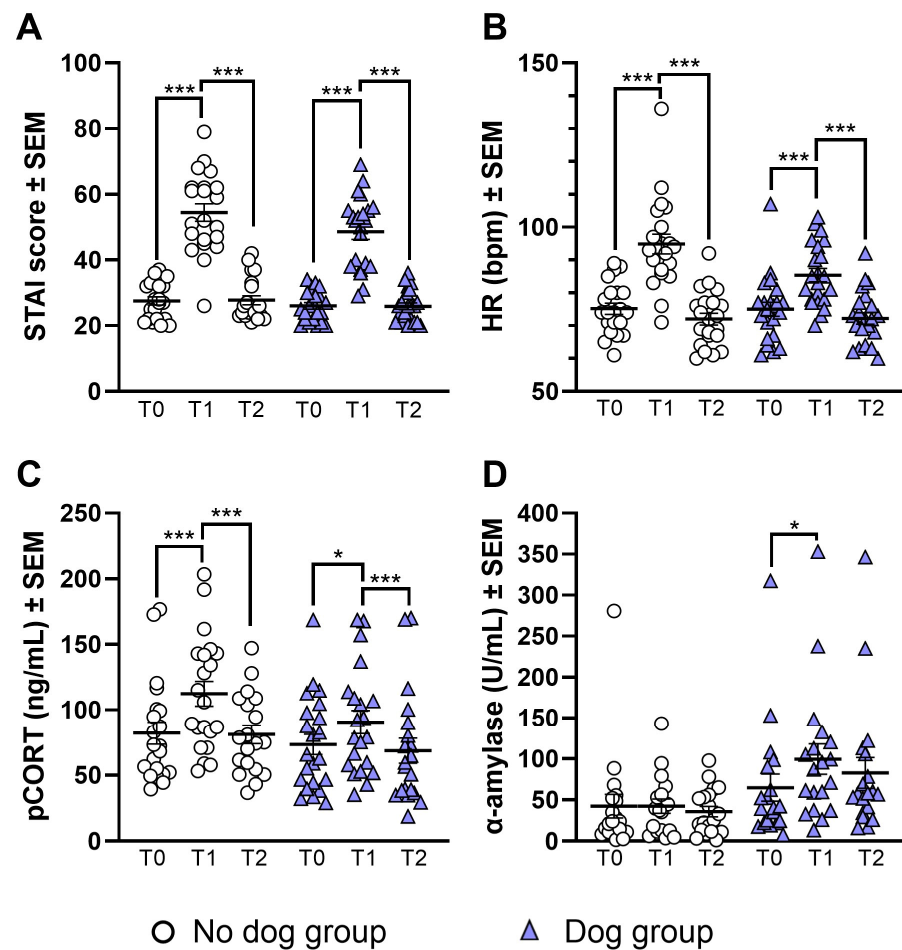 A
STAI score ± SEM
100
80
60
40
20
0
*** *** *** ***
T0 T1 T2 T0 T1 T2
B
HR (bpm) ± SEM
150
100
50
*** *** *** ***
T0 T1 T2 T0 T1 T2
C
pCORT (ng/mL) ± SEM
250
200
150
100
50
0
*** *** * ***
T0 T1 T2 T0 T1 T2
D
α-amylase (U/mL) ± SEM
400
350
300
250
200
150
100
50
0
*
T0 T1 T2 T0 T1 T2
No dog group
Dog group